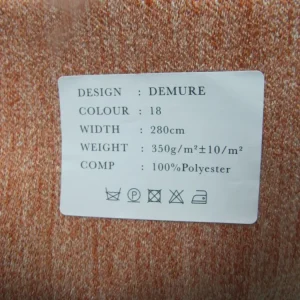 DESIGN : DEMURE
COLOUR : 18
WIDTH : 280cm
WEIGHT : 350g/m²±10/m²
COMP : 100%Polyester